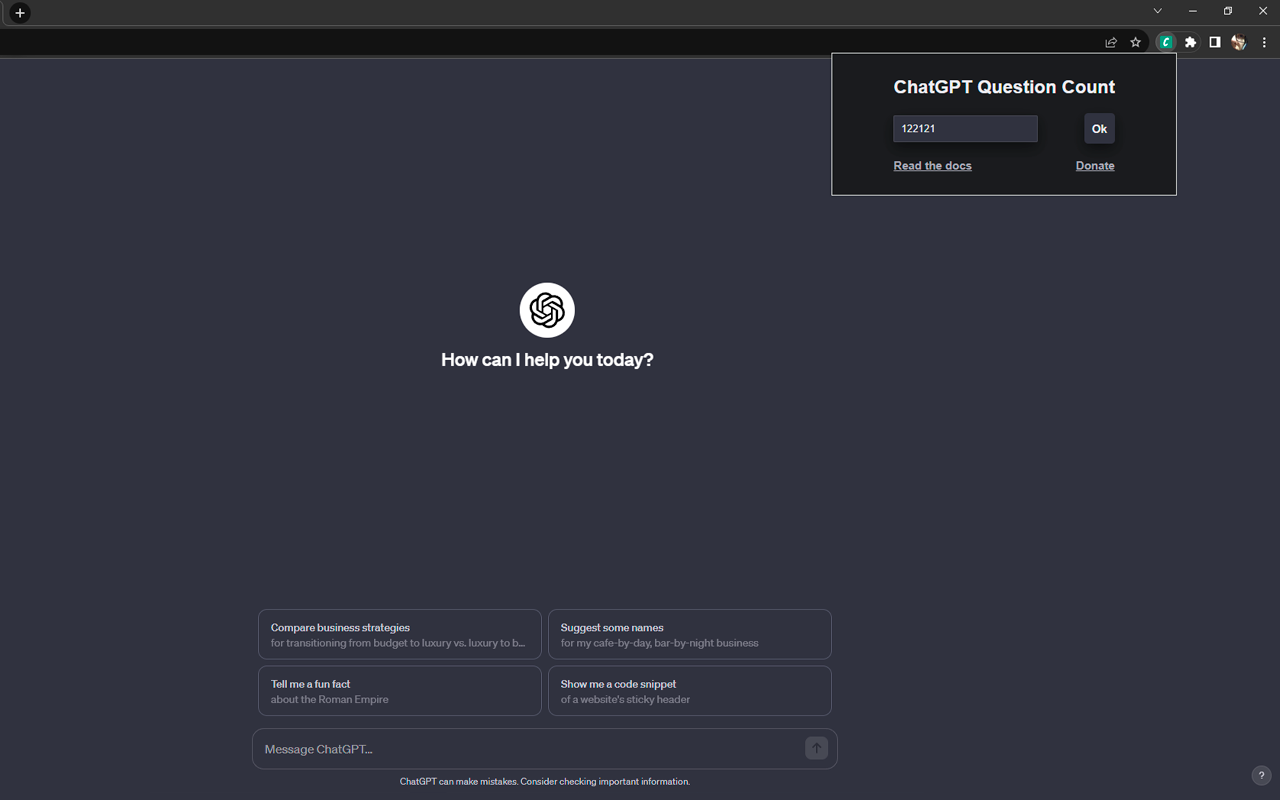 ChatGPT Question Count
122121
Ok
Read the docs
Donate
How can I help you today?
Compare business strategies
for transitioning from budget to luxury vs. luxury to b...
Suggest some names
for my cafe-by-day, bar-by-night business
Tell me a fun fact
about the Roman Empire
Show me a code snippet
of a website's sticky header
Message ChatGPT...
ChatGPT can make mistakes. Consider checking important information.
?